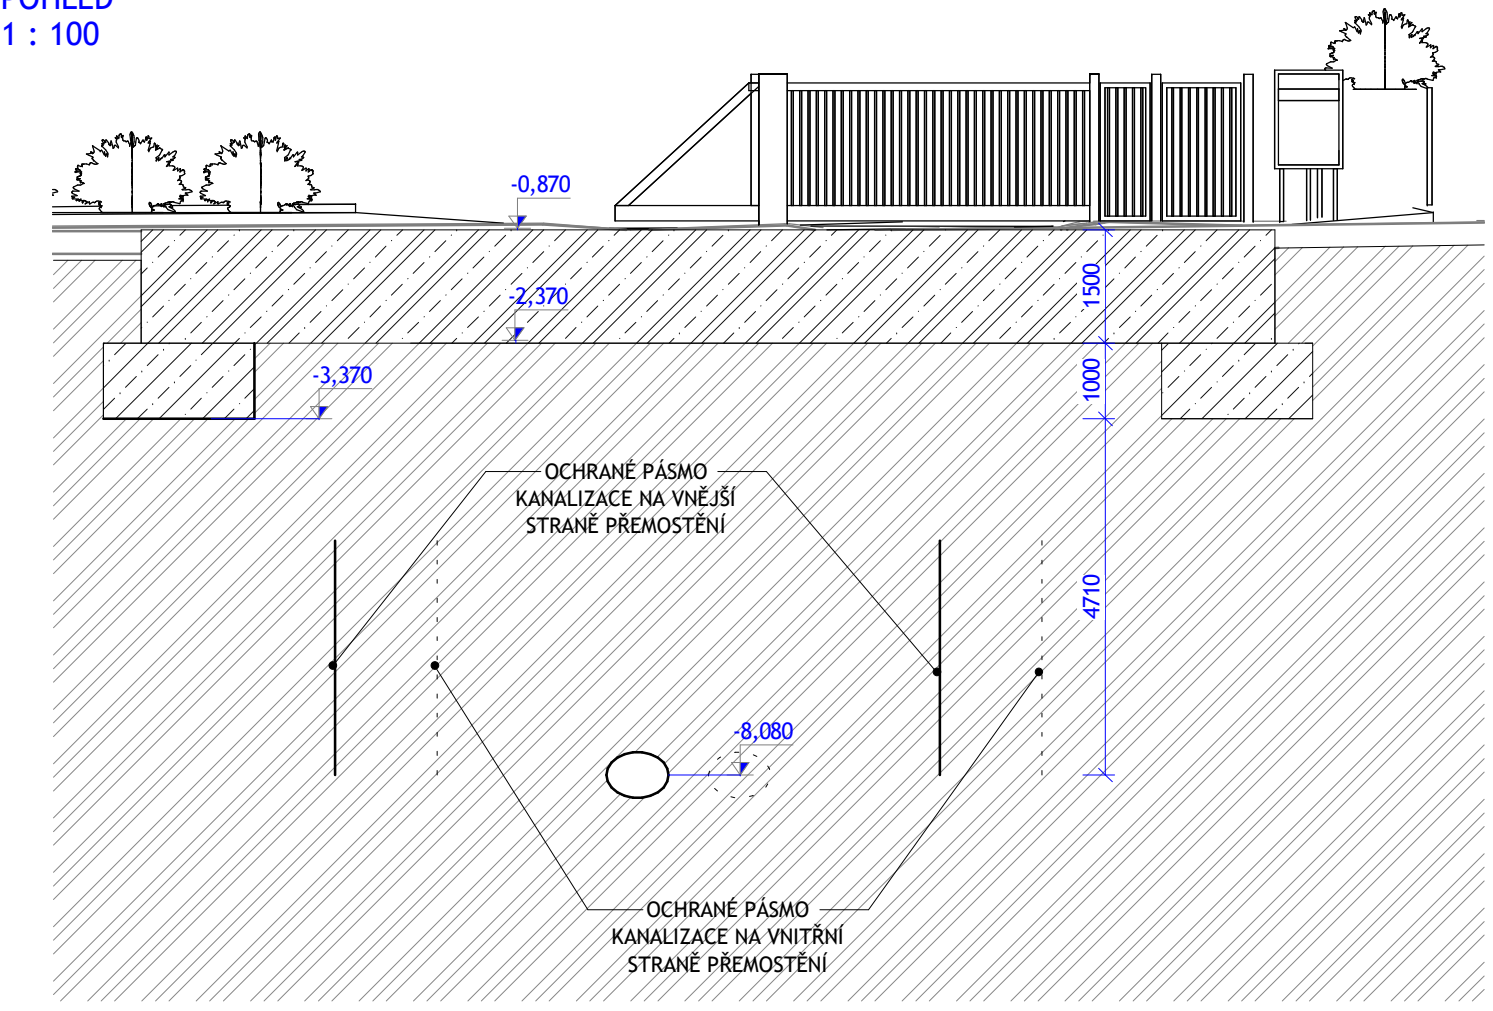 POHLED
1 : 100
-0,870
-2,370
-3,370
1500
1000
4710
OCHRANÉ PÁSMO
KANALIZACE NA VNĚJŠÍ
STRANĚ PŘEMOSTĚNÍ
-8,080
OCHRANÉ PÁSMO
KANALIZACE NA VNITŘNÍ
STRANĚ PŘEMOSTĚNÍ